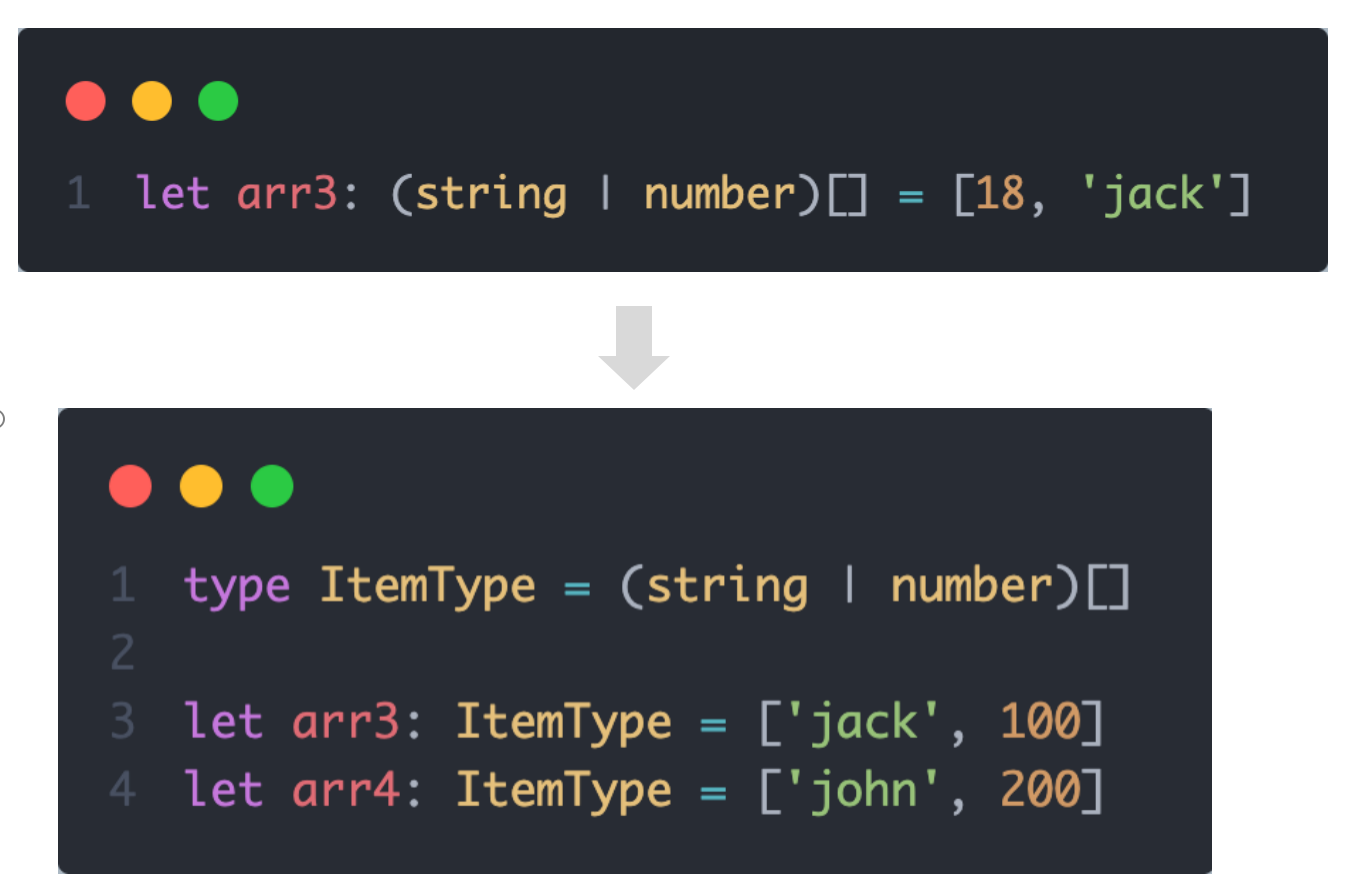 1 let arr3: (string | number)[] = [18, 'jack']
1 type ItemType = (string | number)[]
2
3 let arr3: ItemType = ['jack', 100]
4 let arr4: ItemType = ['john', 200]